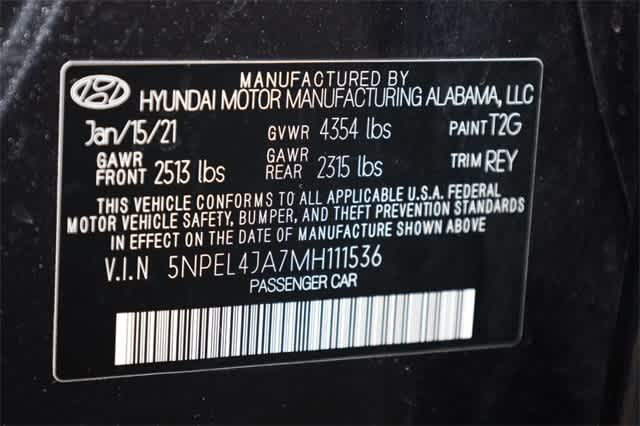 MANUFACTURED BY
HYUNDAI MOTOR MANUFACTURING ALABAMA, LLC
Jan/15/21 GVWR 4354 lbs PAINT T2G
GAWR FRONT 2513 lbs GAWR REAR 2315 lbs TRIM REY
THIS VEHICLE CONFORMS TO ALL APPLICABLE U.S.A. FEDERAL
MOTOR VEHICLE SAFETY, BUMPER, AND THEFT PREVENTION STANDARDS
IN EFFECT ON THE DATE OF MANUFACTURE SHOWN ABOVE
V.I.N 5NPEL4JA7MH111536
PASSENGER CAR